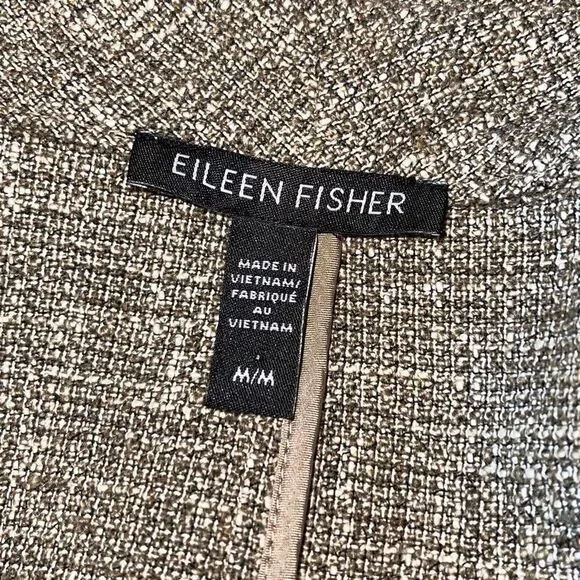 EILEEN FISHER
MADE IN
VIETNAM/
FABRIQUÉ
AU
VIETNAM
M/M